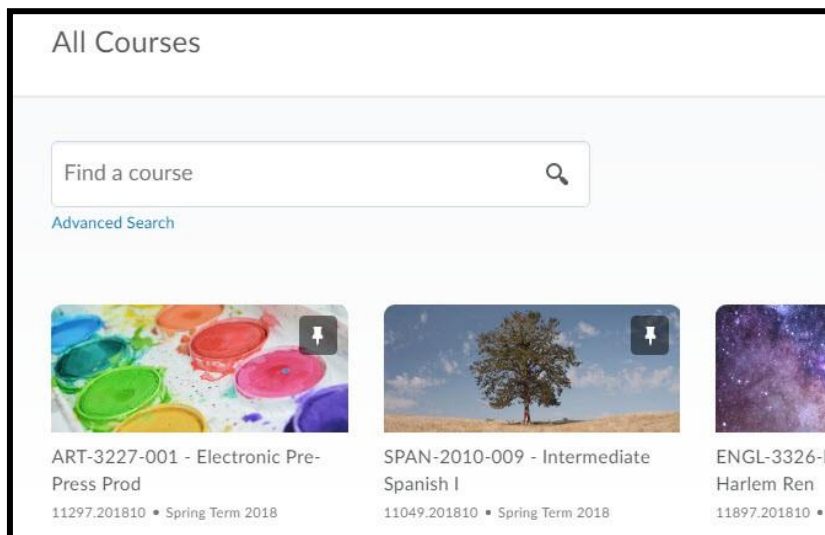 All Courses
Find a course
Advanced Search
ART-3227-001 - Electronic Pre-
Press Prod
11297.201810 • Spring Term 2018
SPAN-2010-009 - Intermediate
Spanish I
11049.201810 • Spring Term 2018
ENGL-3326-
Harlem Ren
11897.201810 •